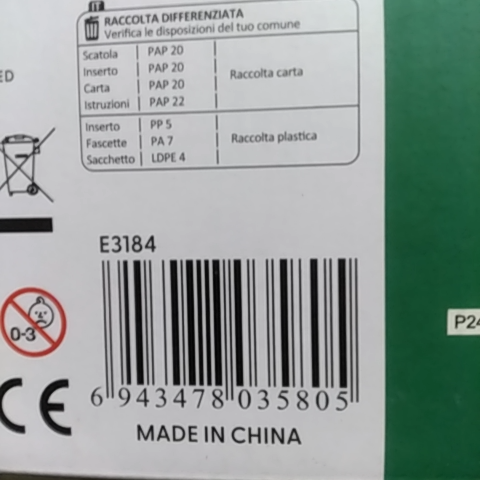 IT
RACCOLTA DIFFERENZIATA
Verifica le disposizioni del tuo comune
Scatola PAP 20
Inserto PAP 20
Carta PAP 20
Istruzioni PAP 22
Raccolta carta
Inserto PP 5
Fascette PA 7
Sacchetto LDPE 4
Raccolta plastica
ED
E3184
0-3
6 943478 035805
CE
MADE IN CHINA
P24